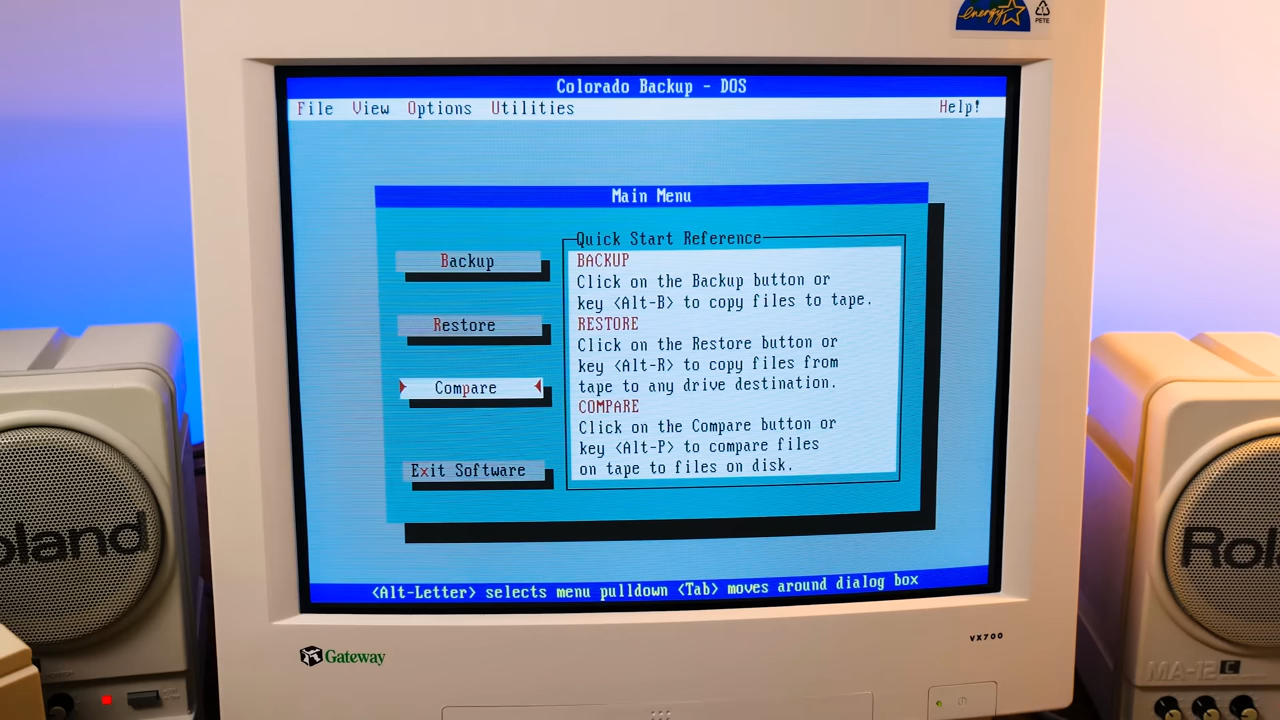 energy
PETE
Colorado Backup - DOS
File View Options Utilities Help!
Main Menu
Quick Start Reference
Backup
Restore
Compare
Exit Software
BACKUP
Click on the Backup button or
key <Alt-B> to copy files to tape.
RESTORE
Click on the Restore button or
key <Alt-R> to copy files from
tape to any drive destination.
COMPARE
Click on the Compare button or
key <Alt-P> to compare files
on tape to files on disk.
<Alt-Letter> selects menu pulldown <Tab> moves around dialog box
Gateway
VX700
oland
Rol
MA-12C